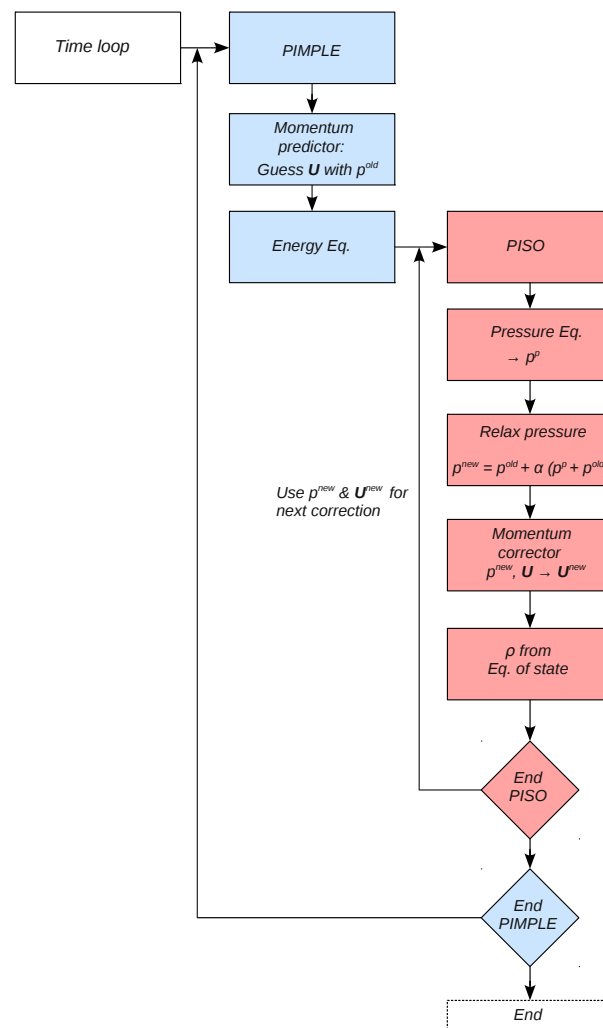 Time loop
PIMPLE
Momentum
predictor:
Guess U with p^old
Energy Eq.
PISO
Pressure Eq.
→ p^p
Relax pressure
p^new = p^old + α (p^p + p^old
Use p^new & U^new for
next correction
Momentum
corrector
p^new, U → U^new
ρ from
Eq. of state
End
PISO
End
PIMPLE
End